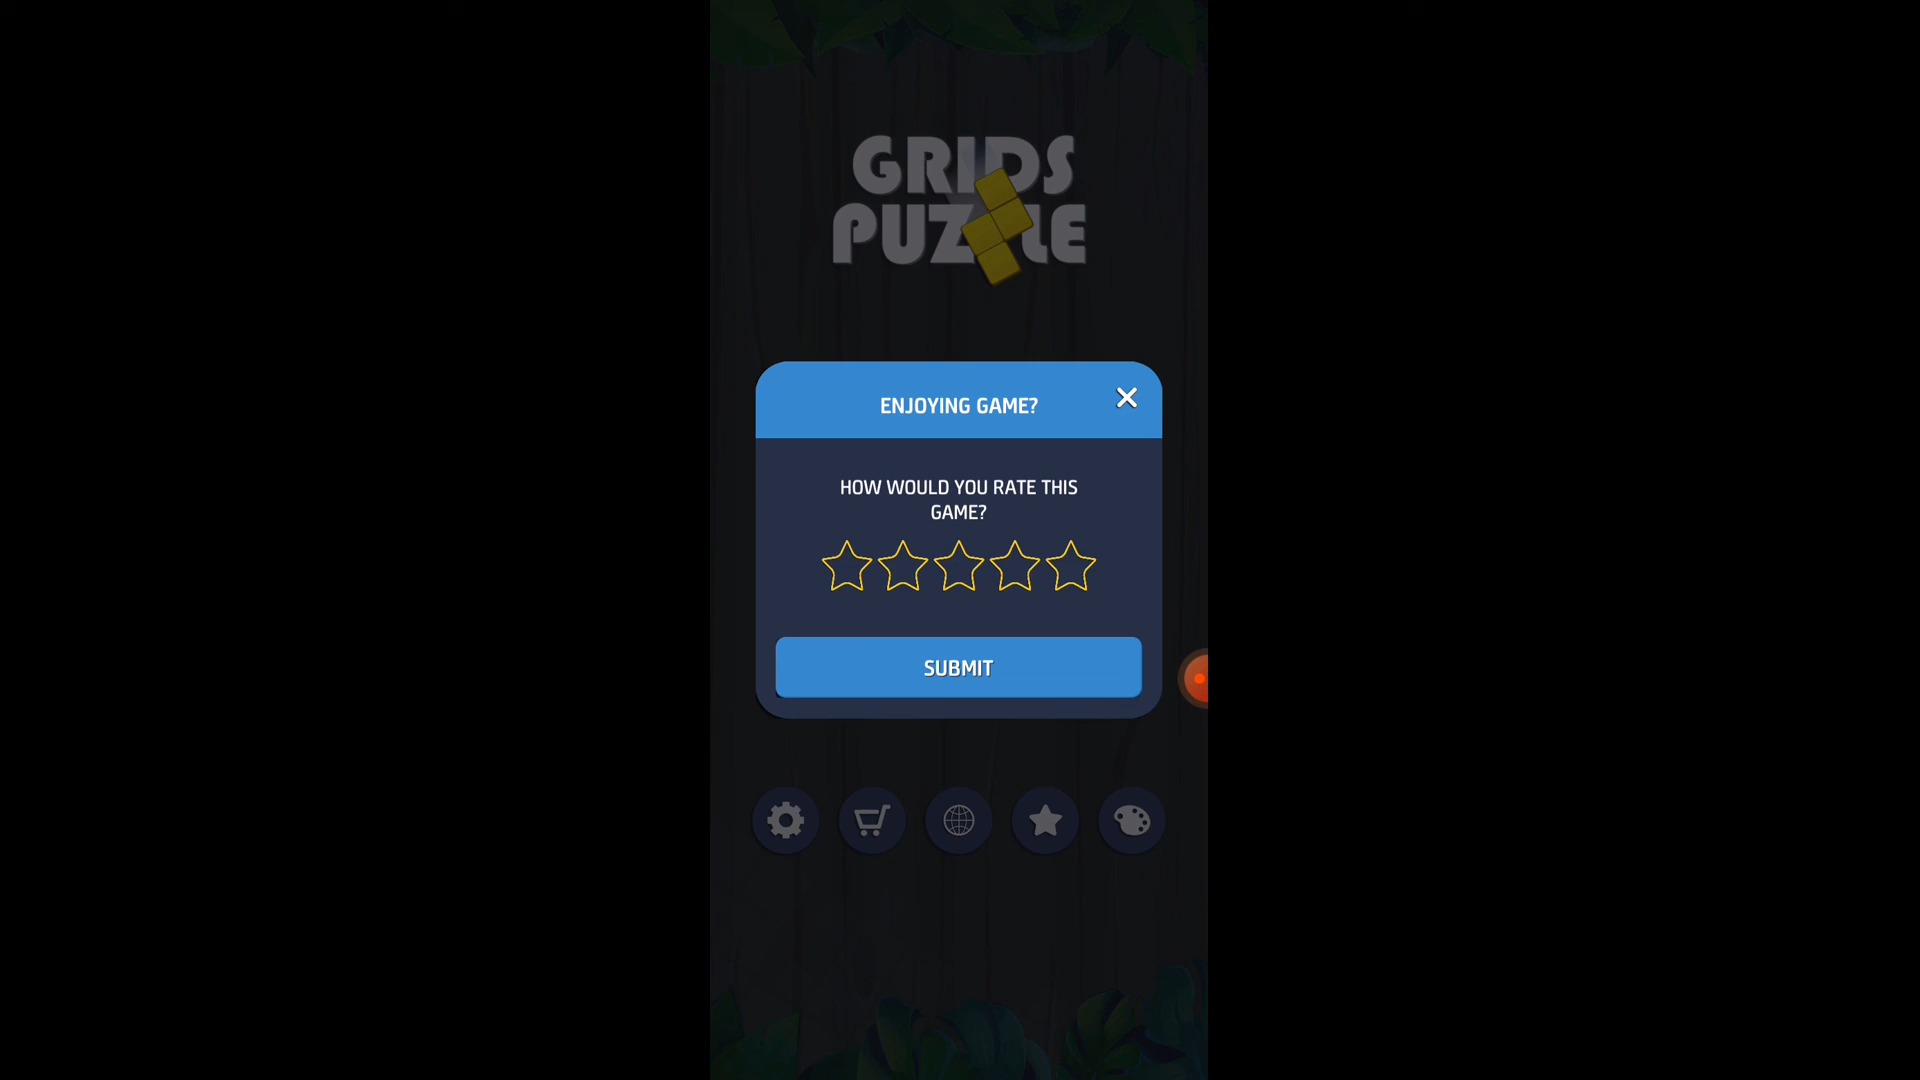 GRIDS
PUZZLE
ENJOYING GAME?
HOW WOULD YOU RATE THIS
GAME?
SUBMIT